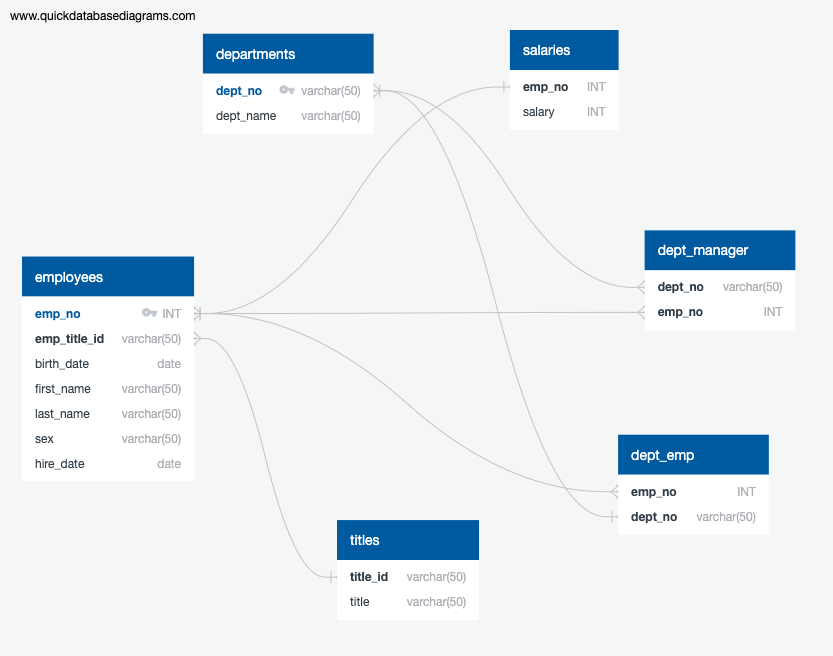 www.quickdatabasediagrams.com
departments
dept_no varchar(50)
dept_name varchar(50)
salaries
emp_no INT
salary INT
dept_manager
dept_no varchar(50)
emp_no INT
employees
emp_no INT
emp_title_id varchar(50)
birth_date date
first_name varchar(50)
last_name varchar(50)
sex varchar(50)
hire_date date
dept_emp
emp_no INT
dept_no varchar(50)
titles
title_id varchar(50)
title varchar(50)